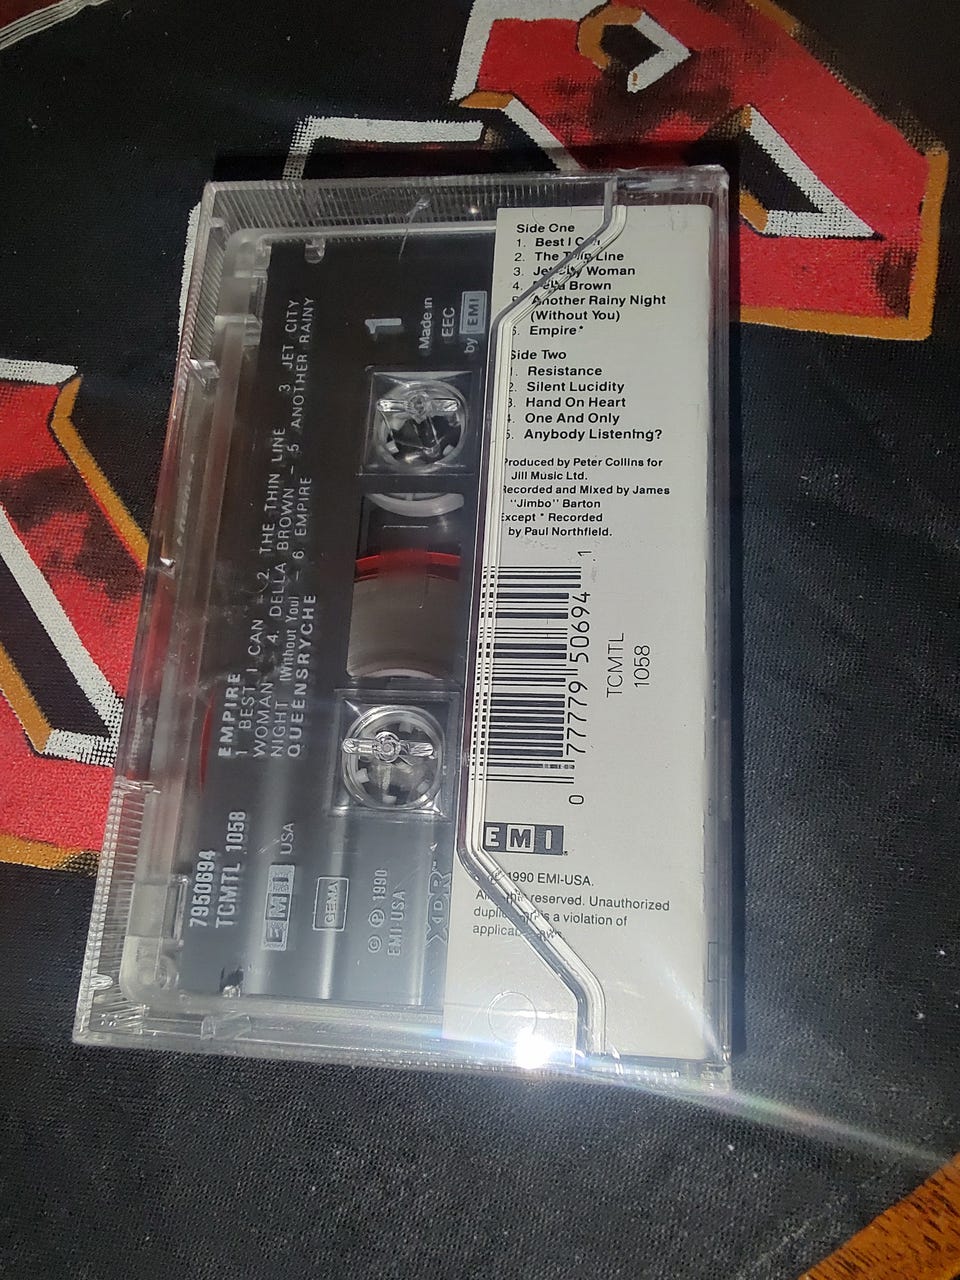 Side One
1. Best I Can
2. The Thin Line
3. Jet City Woman
4. Della Brown
Another Rainy Night
(Without You)
6. Empire*
Side Two
1. Resistance
2. Silent Lucidity
3. Hand On Heart
4. One And Only
5. Anybody Listening?
Produced by Peter Collins for
Jill Music Ltd.
Recorded and Mixed by James
"Jimbo" Barton
Except * Recorded
by Paul Northfield.
0 77779 50694 1
TCMTL
1058
EMI
1990 EMI-USA.
All reserved. Unauthorized
is a violation of
1
Made in
EEC
by EMI
EMPIRE
1 BEST I CAN - 2 THE THIN LINE 3 JET CITY
WOMAN - 4 DELLA BROWN - 5 ANOTHER RAINY
NIGHT (Without You) - 6 EMPIRE
QUEENSRYCHE
7950694
TCMTL 1058
EMI USA
GEMA
© ℗ 1990
EMI-USA
XDR